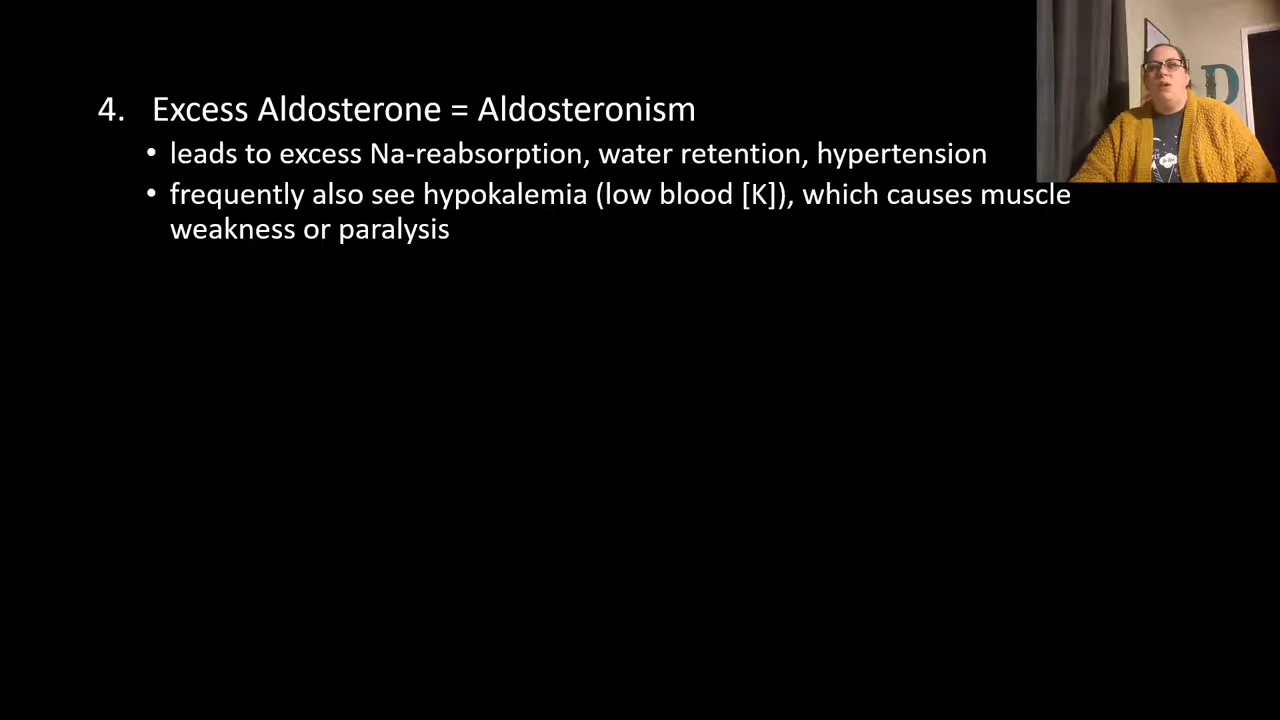 4. Excess Aldosterone = Aldosteronism
• leads to excess Na-reabsorption, water retention, hypertension
• frequently also see hypokalemia (low blood [K]), which causes muscle
weakness or paralysis
D